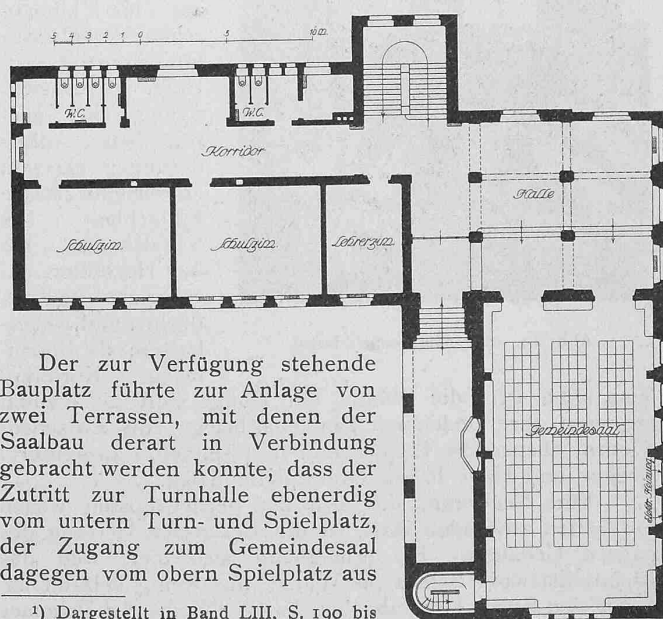 5 4 3 2 1 0 5 10 m
W.C.
W.C.
Korridor
Halle
Schulzim.
Schulzim.
Lehrerzim.
Gemeindesaal
elektr. Heizung
Der zur Verfügung stehende
Bauplatz führte zur Anlage von
zwei Terrassen, mit denen der
Saalbau derart in Verbindung
gebracht werden konnte, dass der
Zutritt zur Turnhalle ebenerdig
vom untern Turn- und Spielplatz,
der Zugang zum Gemeindesaal
dagegen vom obern Spielplatz aus
¹) Dargestellt in Band LIII, S. 190 bis